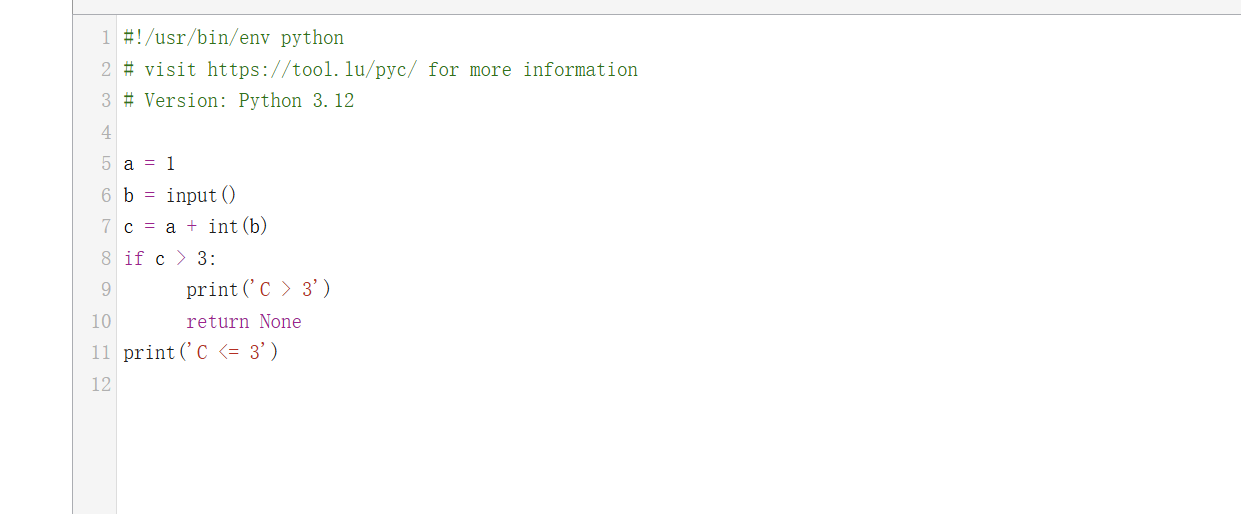 1 #!/usr/bin/env python
2 # visit https://tool.lu/pyc/ for more information
3 # Version: Python 3.12
4
5 a = 1
6 b = input()
7 c = a + int(b)
8 if c > 3:
9 print('C > 3')
10 return None
11 print('C <= 3')
12